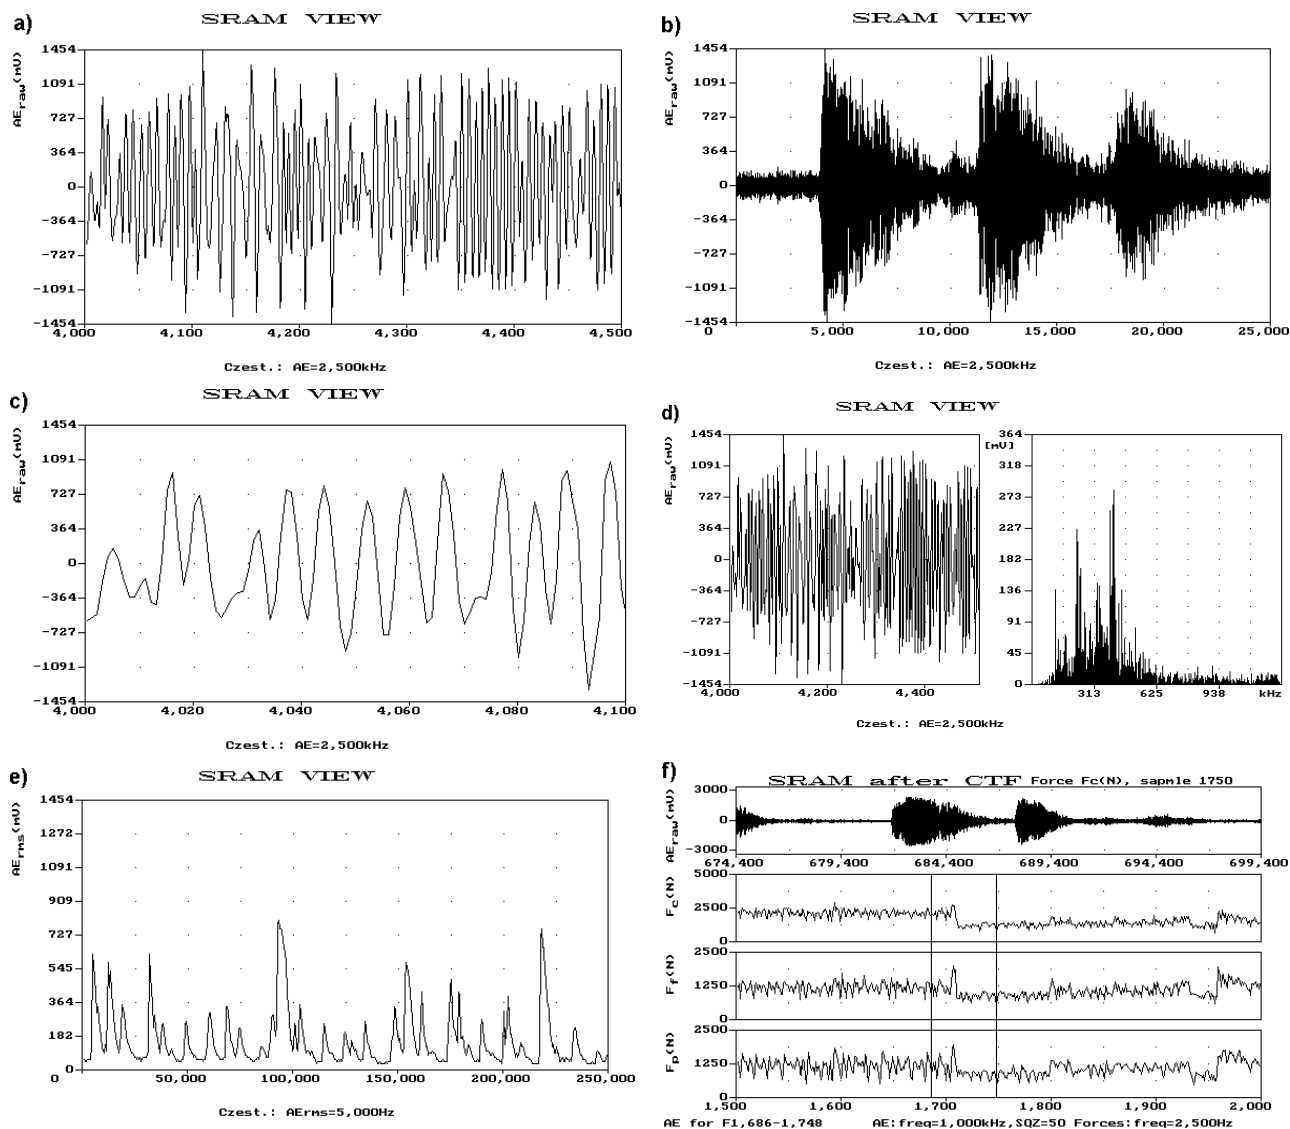 a)
SRAM VIEW
AEraw(mV)
1454
1091
727
364
0
-364
-727
-1091
-1454
4,000 4,100 4,200 4,300 4,400 4,500
Czest.: AE=2,500kHz
b)
SRAM VIEW
AEraw(mV)
1454
1091
727
364
0
-364
-727
-1091
-1454
0 5,000 10,000 15,000 20,000 25,000
Czest.: AE=2,500kHz
c)
SRAM VIEW
AEraw(mV)
1454
1091
727
364
0
-364
-727
-1091
-1454
4,000 4,020 4,040 4,060 4,080 4,100
Czest.: AE=2,500kHz
d)
SRAM VIEW
AEraw(mV)
1454
1091
727
364
0
-364
-727
-1091
-1454
4,000 4,200 4,400
[mV]
364
318
273
227
182
136
91
45
0
313 625 938 kHz
Czest.: AE=2,500kHz
e)
SRAM VIEW
AErms(mV)
1454
1272
1091
909
727
545
364
182
0
50,000 100,000 150,000 200,000 250,000
Czest.: AErms=5,000Hz
f)
SRAM after CTF Force Fc(N), sapmle 1750
AEraw(mV)
3000
0
-3000
674,400 679,400 684,400 689,400 694,400 699,400
Fc(N)
5000
2500
0
Ff(N)
2500
1250
0
Fp(N)
2500
1250
0
1,500 1,600 1,700 1,800 1,900 2,000
AE for F1,686-1,748 AE:freq=1,000kHz,SQZ=50 Forces:freq=2,500Hz